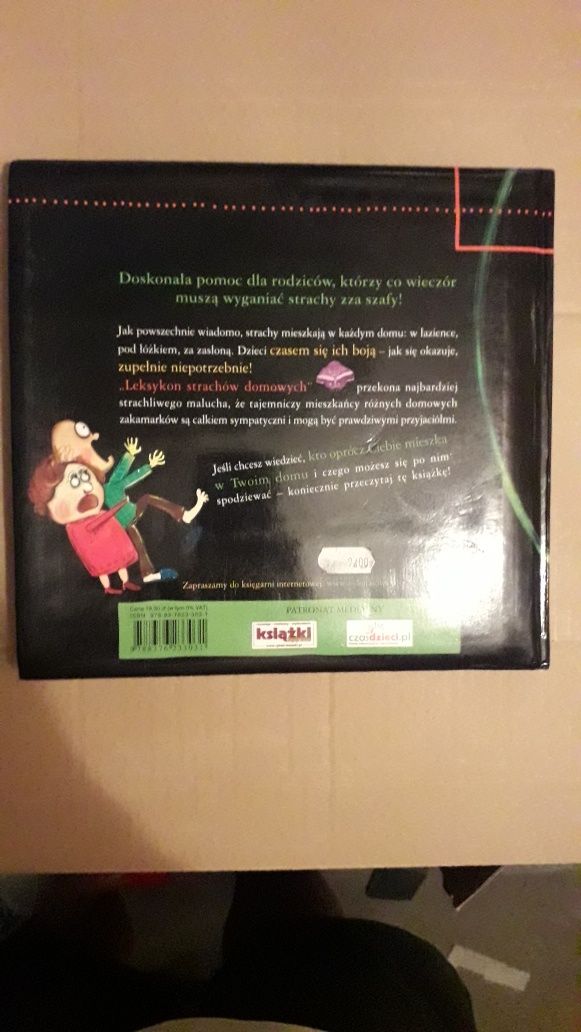 Doskonała pomoc dla rodziców, którzy co wieczór
muszą wyganiać strachy zza szafy!
Jak powszechnie wiadomo, strachy mieszkają w każdym domu: w łazience,
pod łóżkiem, za zasłoną. Dzieci czasem się ich boją – jak się okazuje,
zupełnie niepotrzebnie!
„Leksykon strachów domowych” przekona najbardziej
strachliwego malucha, że tajemniczy mieszkańcy różnych domowych
zakamarków są całkiem sympatyczni i mogą być prawdziwymi przyjaciółmi.
Jeśli chcesz wiedzieć, kto oprócz Ciebie mieszka
w Twoim domu i czego możesz się po nim
spodziewać – koniecznie przeczytaj tę książkę!
Zapraszamy do księgarni internetowej:
PATRONAT MEDIALNY
książki
czasdzieci.pl